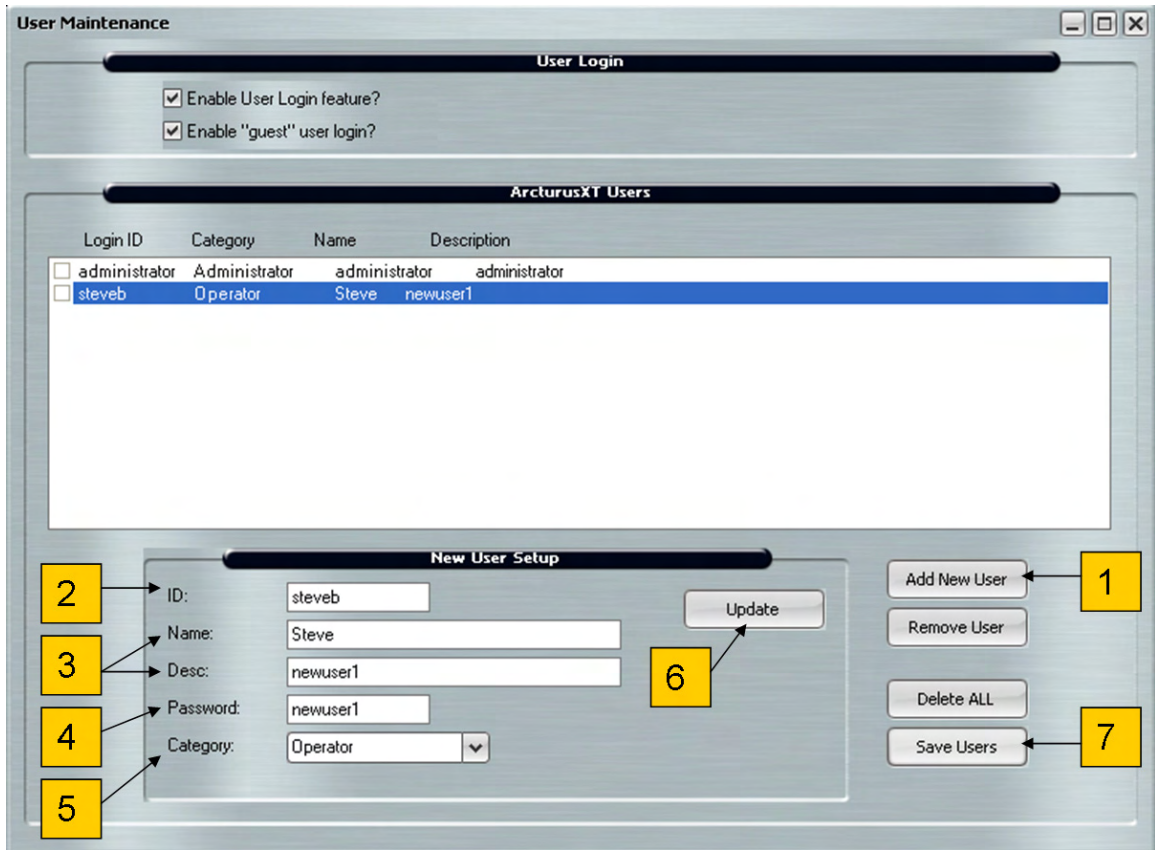 User Maintenance
User Login
Enable User Login feature?
Enable "guest" user login?
ArcturusXT Users
Login ID Category Name Description
administrator Administrator administrator administrator
steveb Operator Steve newuser1
New User Setup
2 ID: steveb
3 Name: Steve
Desc: newuser1
4 Password: newuser1
5 Category: Operator
Update
6
Add New User 1
Remove User
Delete ALL
Save Users 7